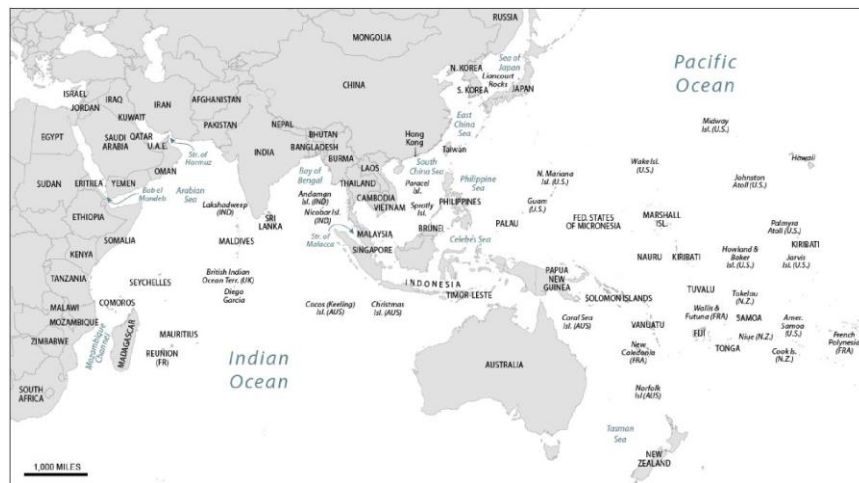 RUSSIA
MONGOLIA
Pacific
Ocean
Sea of
Japan
N. KOREA
Liancourt
Rocks
S. KOREA
JAPAN
CHINA
ISRAEL
JORDAN
IRAQ
IRAN
AFGHANISTAN
KUWAIT
PAKISTAN
NEPAL
BHUTAN
East
China
Sea
Midway
Isl. (U.S.)
EGYPT
SAUDI
ARABIA
QATAR
U.A.E.
Str. of
Hormuz
INDIA
BANGLADESH
BURMA
Hong
Kong
Taiwan
LAOS
OMAN
Hawaii
Wake Isl.
(U.S.)
SUDAN
ERITREA
YEMEN
Bab el
Mandeb
Arabian
Sea
Lakshadweep
(IND)
Bay of
Bengal
Andaman
Isl. (IND)
Nicobar Isl.
(IND)
THAILAND
South
China Sea
Paracel
Isl.
Philippine
Sea
N. Mariana
Isl. (U.S.)
Guam
(U.S.)
Johnston
Atoll (U.S.)
CAMBODIA
VIETNAM
Spratly
Isl.
PHILIPPINES
ETHIOPIA
SRI
LANKA
MARSHALL
ISL.
PALAU
FED. STATES
OF MICRONESIA
Palmyra
Atoll (U.S.)
SOMALIA
MALDIVES
Str. of
Malacca
MALAYSIA
SINGAPORE
BRUNEI
Celebes Sea
KENYA
NAURU
KIRIBATI
Howland &
Baker
Isl. (U.S.)
KIRIBATI
Jarvis
Isl. (U.S.)
TANZANIA
SEYCHELLES
British Indian
Ocean Terr. (UK)
Diego
Garcia
INDONESIA
TIMOR-LESTE
PAPUA
NEW
GUINEA
SOLOMON ISLANDS
TUVALU
Tokelau
(N.Z.)
MALAWI
COMOROS
MOZAMBIQUE
Cocos (Keeling)
Isl. (AUS)
Christmas
Isl. (AUS)
Coral Sea
Isl. (AUS)
Wallis &
Futuna (FRA)
SAMOA
Amer.
Samoa
(U.S.)
ZIMBABWE
Mozambique
Channel
MADAGASCAR
MAURITIUS
REUNION
(FR)
VANUATU
FIJI
Niue (N.Z.)
TONGA
Cook Is.
(N.Z.)
French
Polynesia
(FRA)
New
Caledonia
(FRA)
Indian
Ocean
AUSTRALIA
SOUTH
AFRICA
Norfolk
Isl (AUS)
Tasman
Sea
NEW
ZEALAND
1,000 MILES